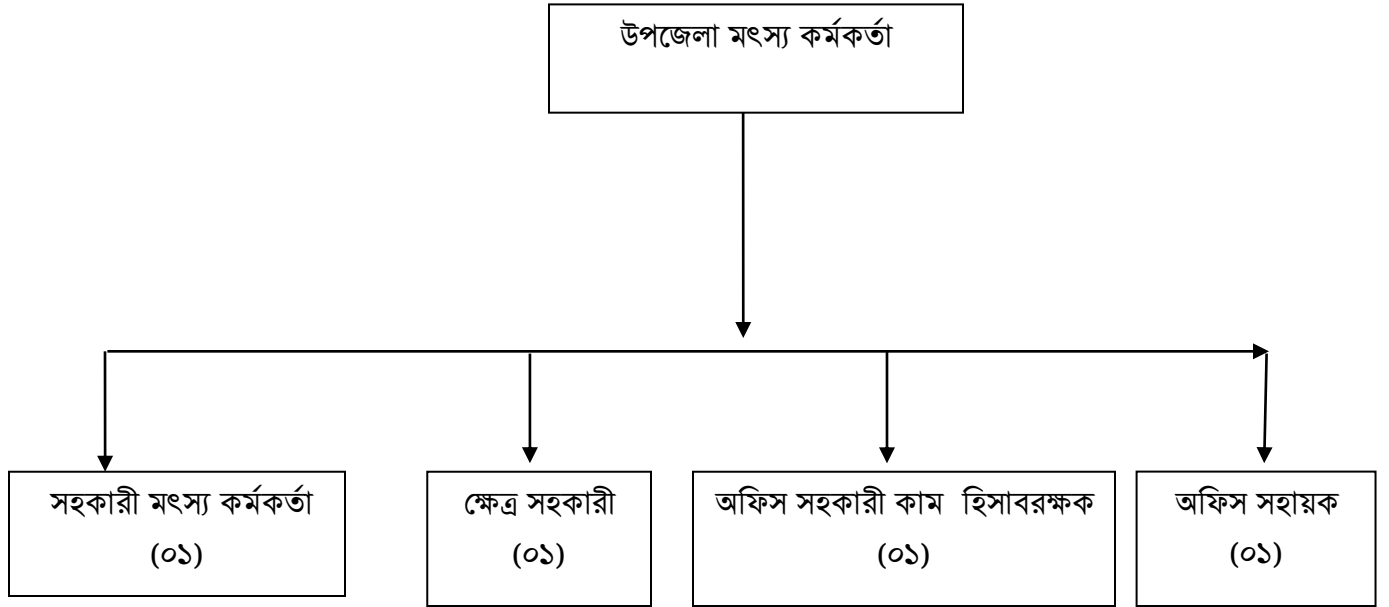 উপজেলা মৎস্য কর্মকর্তা
সহকারী মৎস্য কর্মকর্তা
(০১)
ক্ষেত্র সহকারী
(০১)
অফিস সহকারী কাম হিসাবরক্ষক
(০১)
অফিস সহায়ক
(০১)